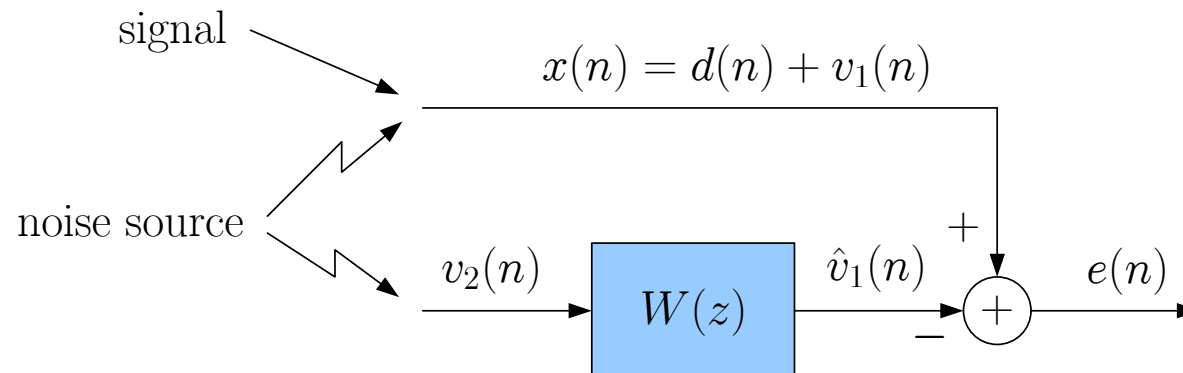 signal
x(n) = d(n) + v₁(n)
noise source
+
v₂(n)
W(z)
v̂₁(n)
+
e(n)
−